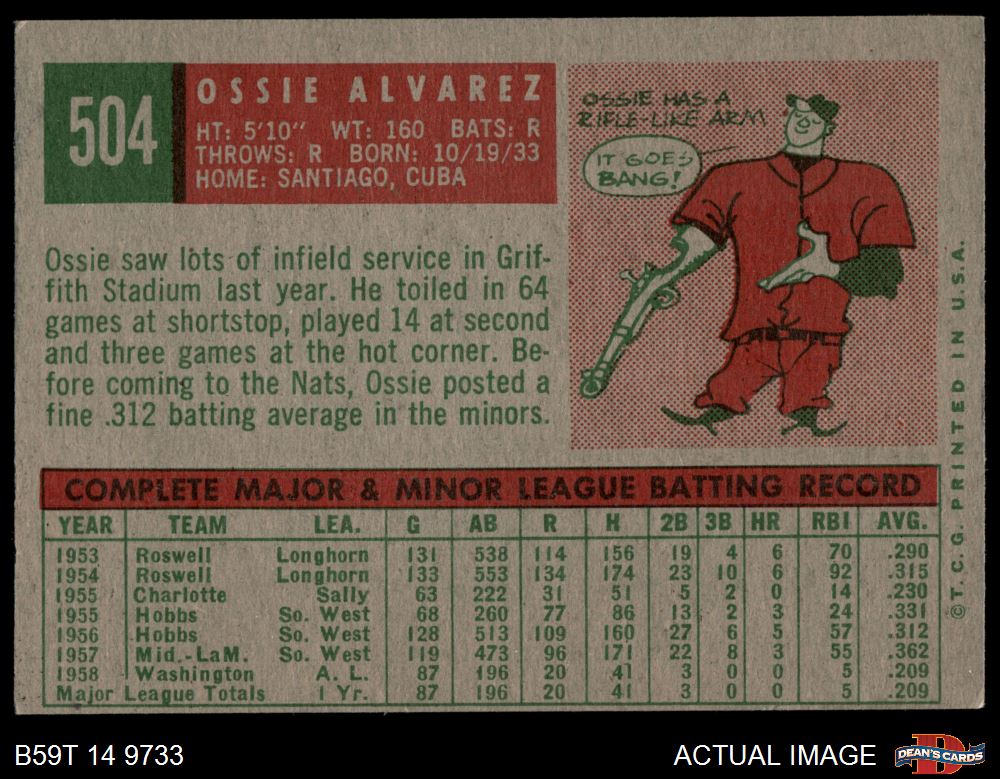 504
OSSIE ALVAREZ
HT: 5'10" WT: 160 BATS: R
THROWS: R BORN: 10/19/33
HOME: SANTIAGO, CUBA
OSSIE HAS A
RIFLE-LIKE ARM
IT GOES
BANG!
Ossie saw lots of infield service in Grif-
fith Stadium last year. He toiled in 64
games at shortstop, played 14 at second
and three games at the hot corner. Be-
fore coming to the Nats, Ossie posted a
fine .312 batting average in the minors.
COMPLETE MAJOR & MINOR LEAGUE BATTING RECORD
YEAR TEAM LEA. G AB R H 2B 3B HR RBI AVG.
1953 Roswell Longhorn 131 538 114 156 19 4 6 70 .290
1954 Roswell Longhorn 133 553 134 174 23 10 6 92 .315
1955 Charlotte Sally 63 222 31 51 5 2 0 14 .230
1955 Hobbs So. West 68 260 77 86 13 2 3 24 .331
1956 Hobbs So. West 128 513 109 160 27 6 5 57 .312
1957 Mid.-LaM. So. West 119 473 96 171 22 8 3 55 .362
1958 Washington A. L. 87 196 20 41 3 0 0 5 .209
Major League Totals 1 Yr. 87 196 20 41 3 0 0 5 .209
© T. C. G. PRINTED IN U.S.A.
B59T 14 9733
ACTUAL IMAGE
DEAN'S CARDS